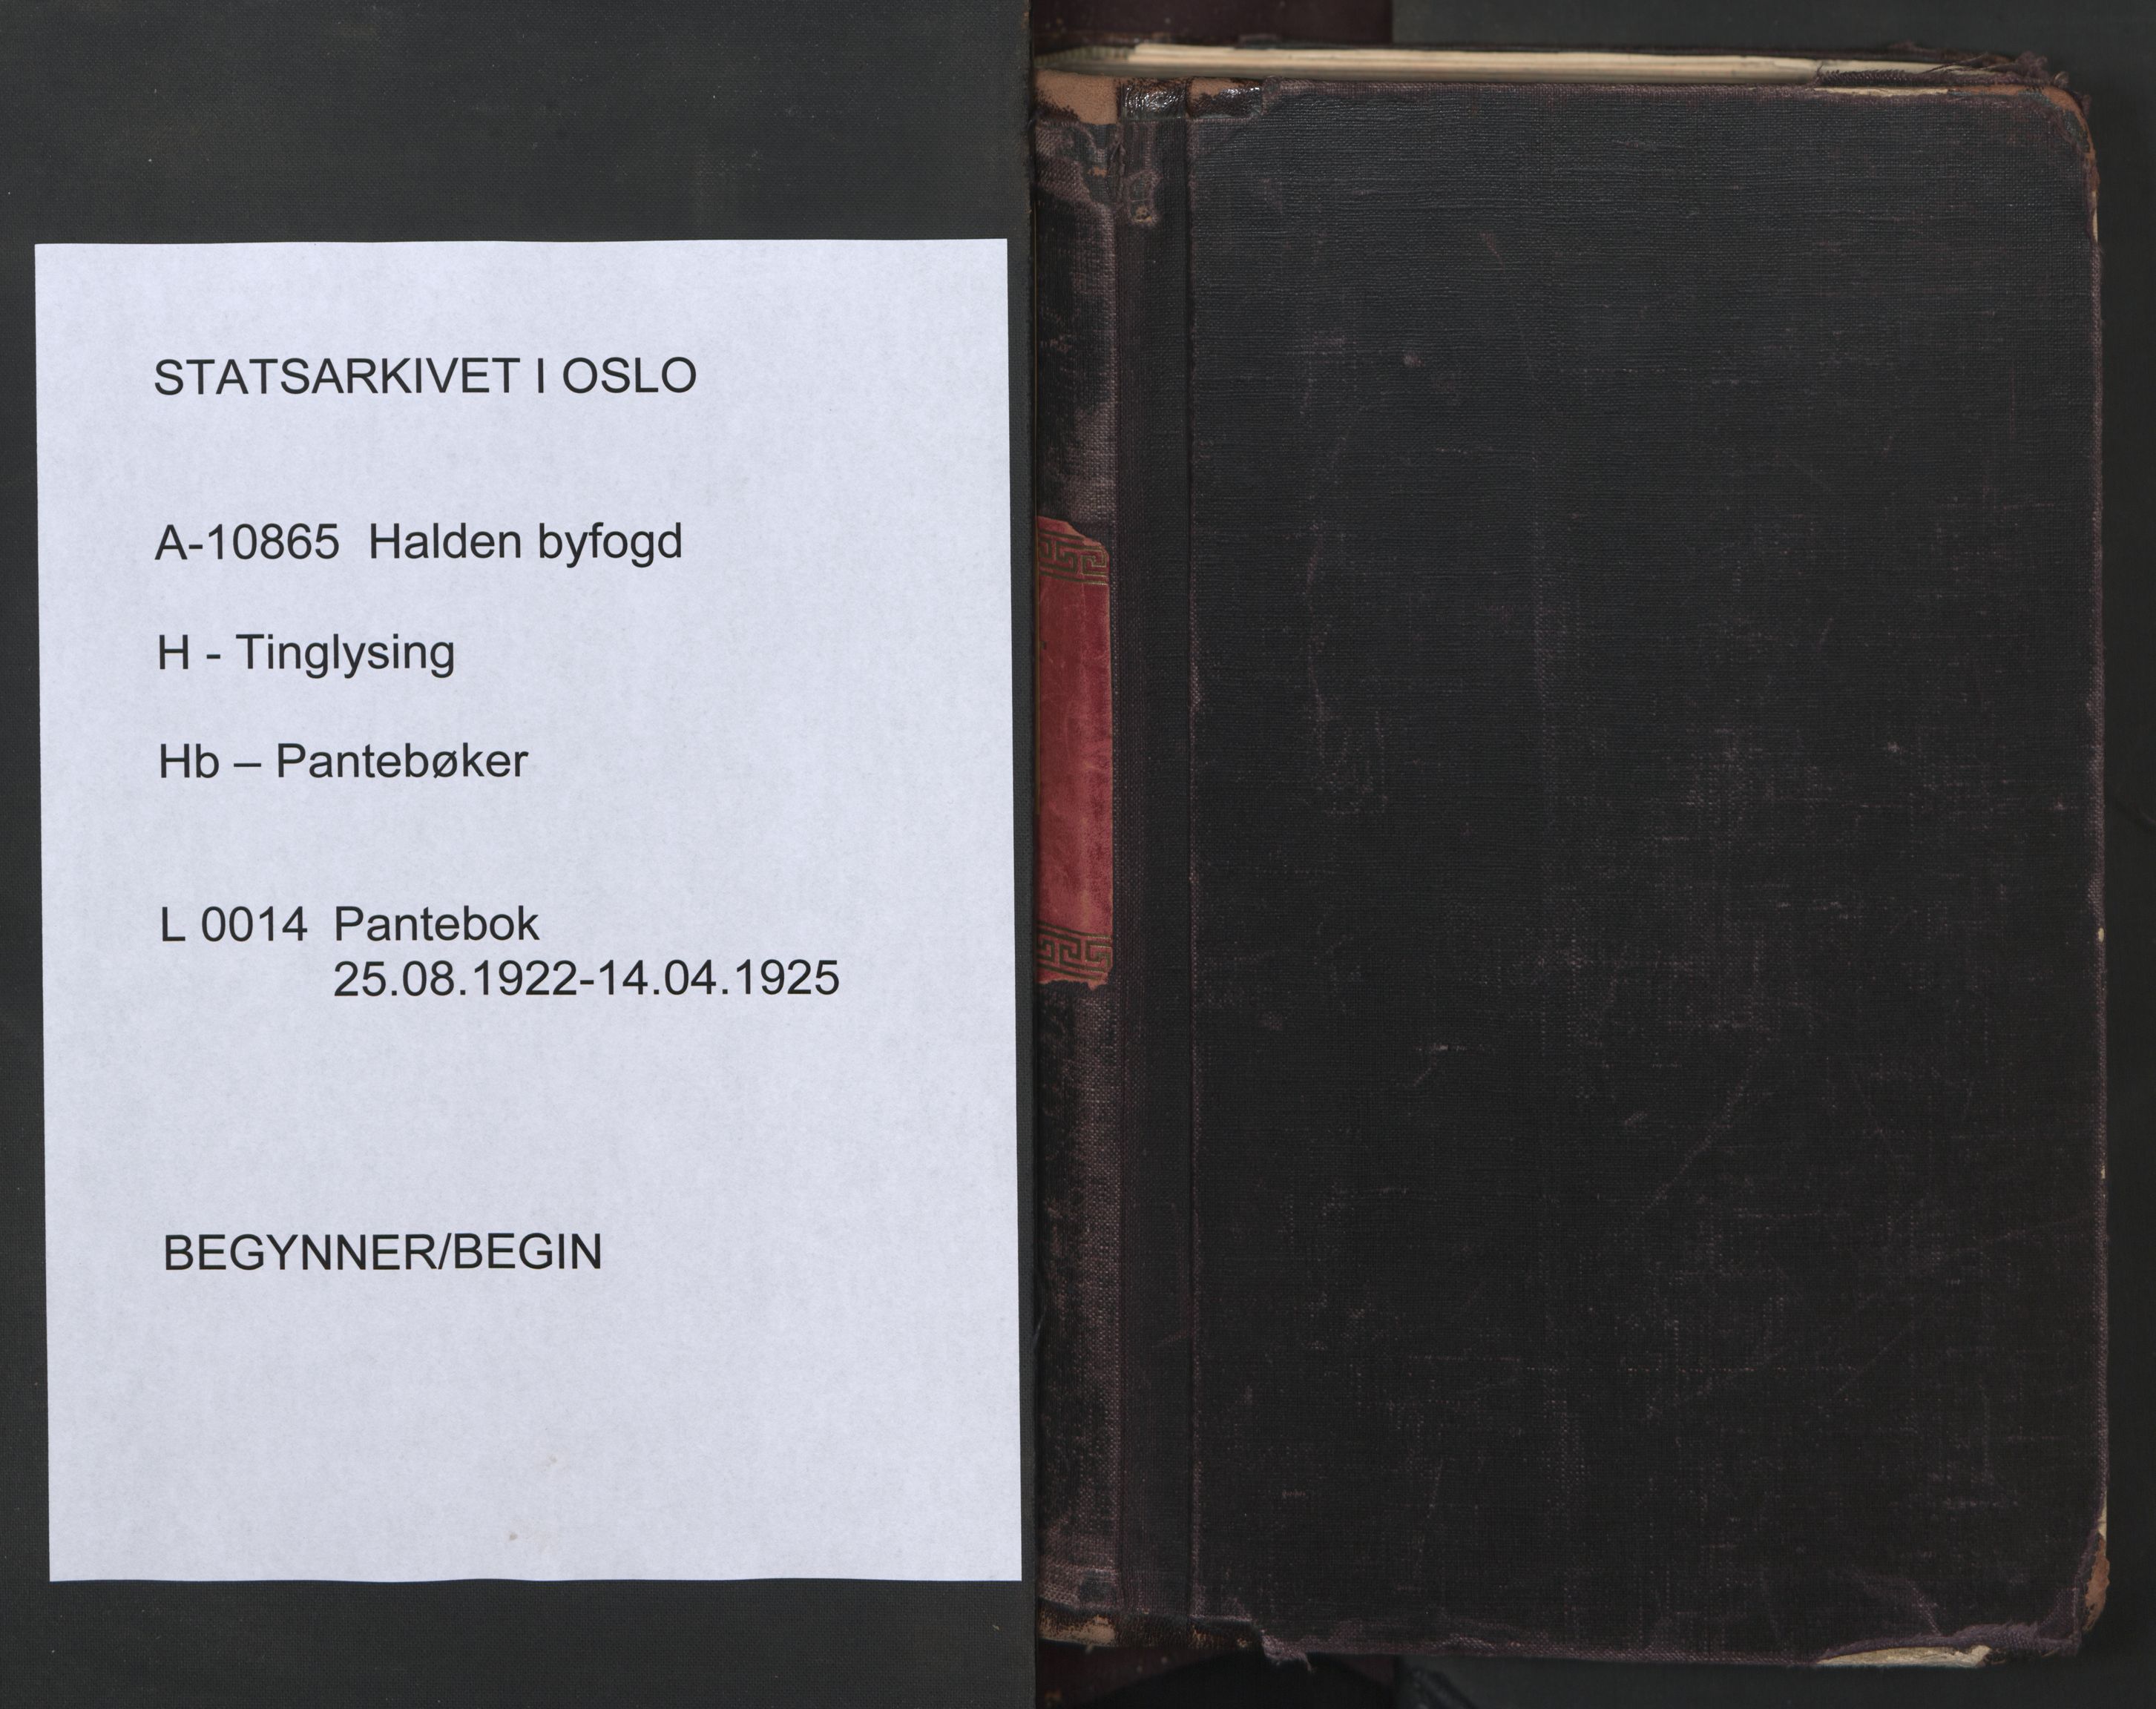 STATSARKIVET I OSLO
A-10865 Halden byfogd
H - Tinglysing
Hb – Pantebøker
L 0014 Pantebok
25.08.1922-14.04.1925
BEGYNNER/BEGIN